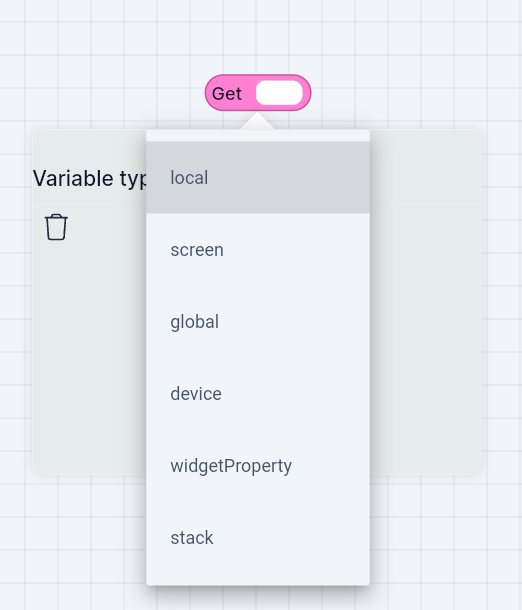 Get
Variable typ
local
screen
global
device
widgetProperty
stack